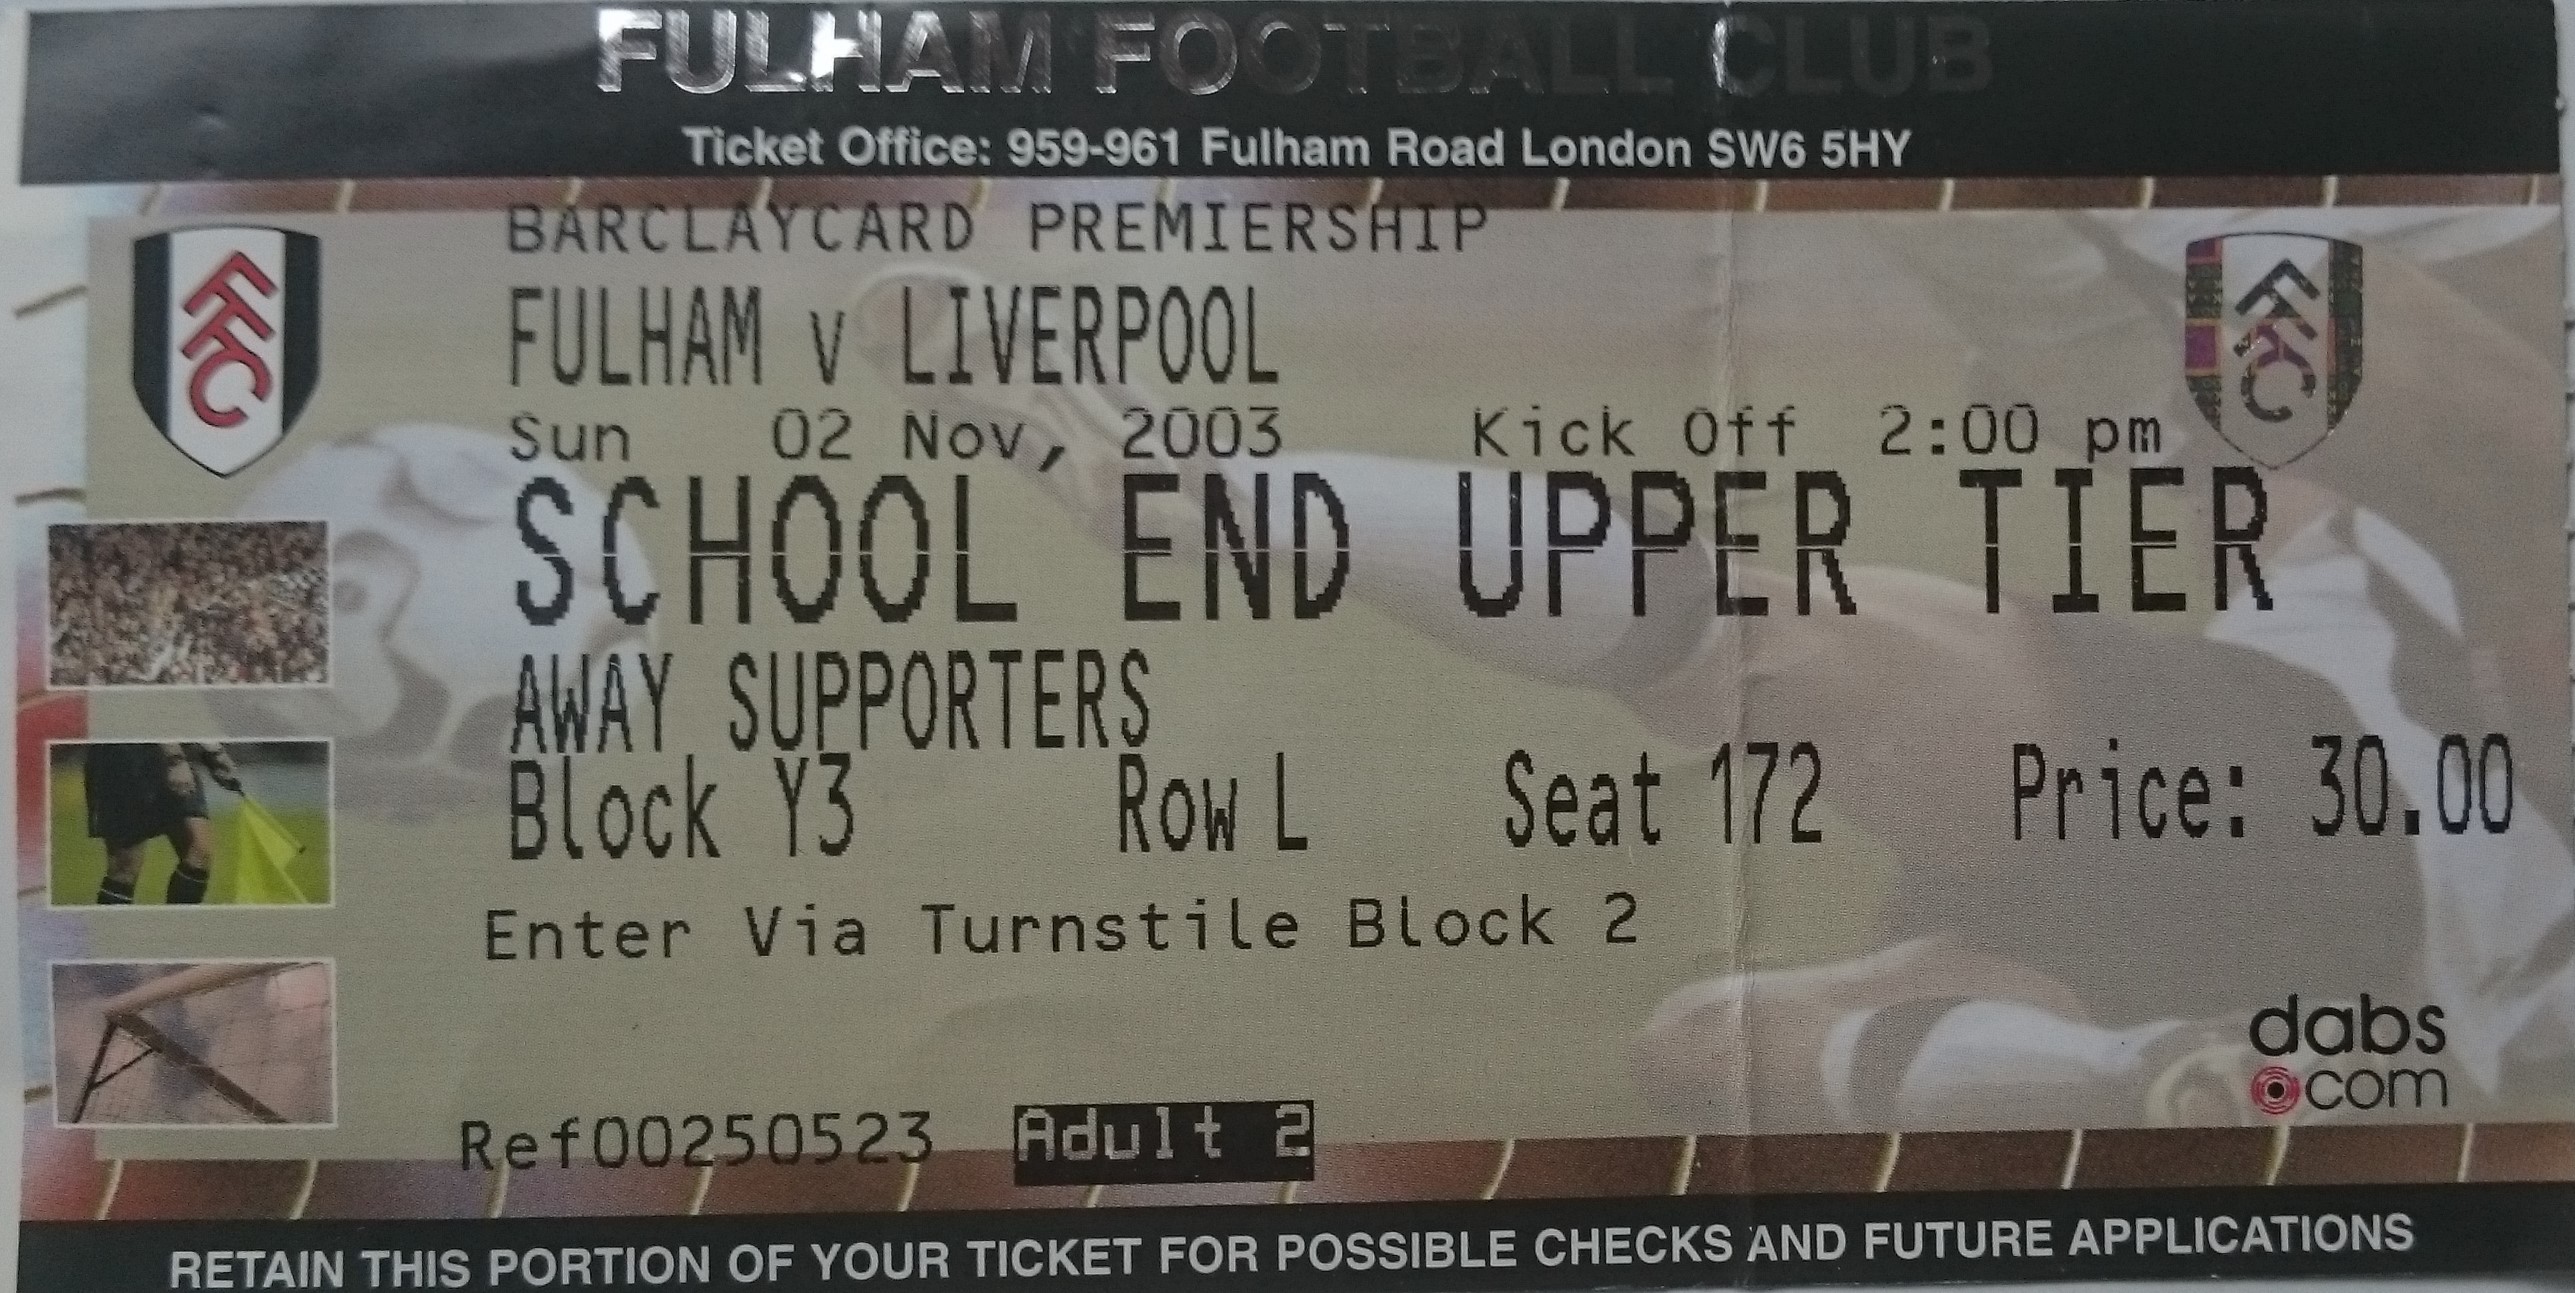 FULHAM FOOTBALL CLUB
Ticket Office: 959-961 Fulham Road London SW6 5HY
BARCLAYCARD PREMIERSHIP
FFC
FFC
FULHAM v LIVERPOOL
Sun 02 Nov, 2003 Kick Off 2:00 pm
SCHOOL END UPPER TIER
AWAY SUPPORTERS
Block Y3 Row L Seat 172 Price: 30.00
Enter Via Turnstile Block 2
dabs
com
Ref00250523 Adult 2
RETAIN THIS PORTION OF YOUR TICKET FOR POSSIBLE CHECKS AND FUTURE APPLICATIONS